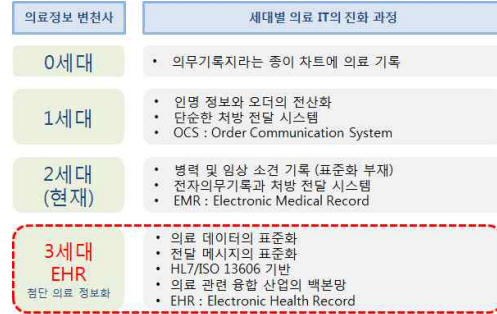 의료정보 변천사
세대별 의료 IT의 진화 과정
0세대
• 의무기록지라는 종이 차트에 의료 기록
1세대
• 인명 정보와 오더의 전산화
• 단순한 처방 전달 시스템
• OCS : Order Communication System
2세대
(현재)
• 병력 및 임상 소견 기록 (표준화 부재)
• 전자의무기록과 처방 전달 시스템
• EMR : Electronic Medical Record
3세대
EHR
첨단 의료 정보화
• 의료 데이터의 표준화
• 전달 메시지의 표준화
• HL7/ISO 13606 기반
• 의료 관련 융합 산업의 백본망
• EHR : Electronic Health Record